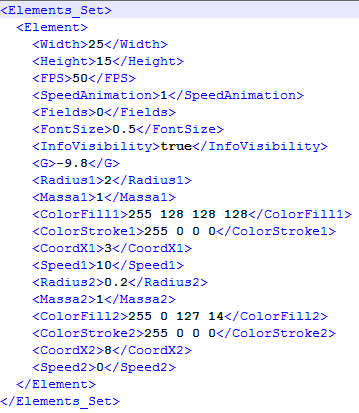 <Elements_Set>
<Element>
<Width>25</Width>
<Height>15</Height>
<FPS>50</FPS>
<SpeedAnimation>1</SpeedAnimation>
<Fields>0</Fields>
<FontSize>0.5</FontSize>
<InfoVisibility>true</InfoVisibility>
<G>-9.8</G>
<Radius1>2</Radius1>
<Massa1>1</Massa1>
<ColorFill1>255 128 128 128</ColorFill1>
<ColorStroke1>255 0 0 0</ColorStroke1>
<CoordX1>3</CoordX1>
<Speed1>10</Speed1>
<Radius2>0.2</Radius2>
<Massa2>1</Massa2>
<ColorFill2>255 0 127 14</ColorFill2>
<ColorStroke2>255 0 0 0</ColorStroke2>
<CoordX2>8</CoordX2>
<Speed2>0</Speed2>
</Element>
</Elements_Set>